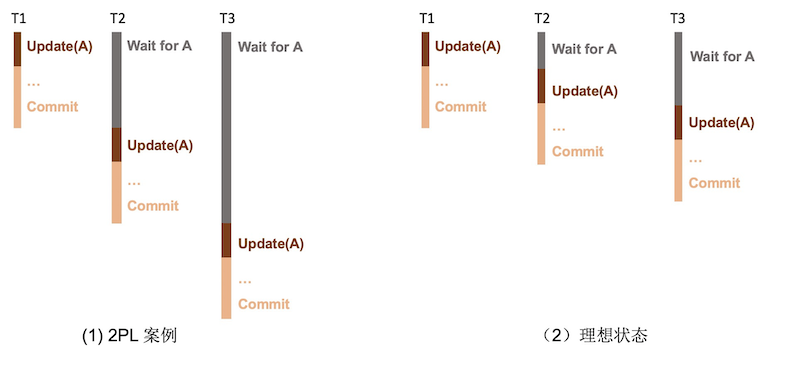 T1
T2
T3
Update(A)
Wait for A
Wait for A
...
Commit
Update(A)
...
Commit
Update(A)
...
Commit
(1) 2PL 案例
T1
T2
T3
Update(A)
Wait for A
Wait for A
...
Update(A)
Commit
...
Update(A)
Commit
...
Commit
（2）理想状态